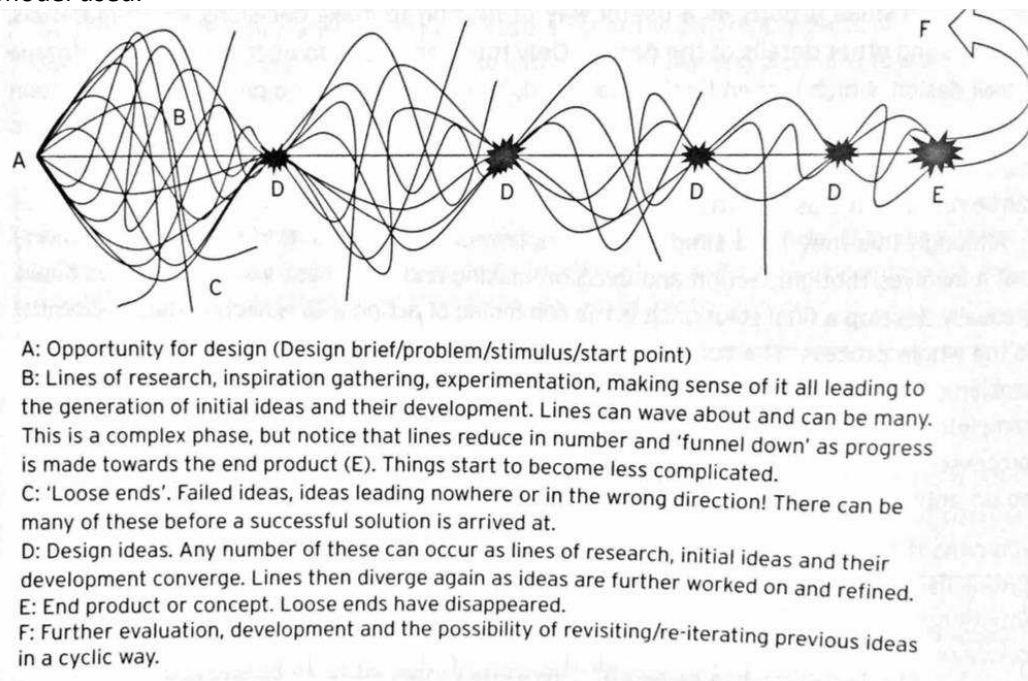 model used.
A
B
C
D
D
D
D
E
F
A: Opportunity for design (Design brief/problem/stimulus/start point)
B: Lines of research, inspiration gathering, experimentation, making sense of it all leading to
the generation of initial ideas and their development. Lines can wave about and can be many.
This is a complex phase, but notice that lines reduce in number and ‘funnel down’ as progress
is made towards the end product (E). Things start to become less complicated.
C: ‘Loose ends’. Failed ideas, ideas leading nowhere or in the wrong direction! There can be
many of these before a successful solution is arrived at.
D: Design ideas. Any number of these can occur as lines of research, initial ideas and their
development converge. Lines then diverge again as ideas are further worked on and refined.
E: End product or concept. Loose ends have disappeared.
F: Further evaluation, development and the possibility of revisiting/re-iterating previous ideas
in a cyclic way.